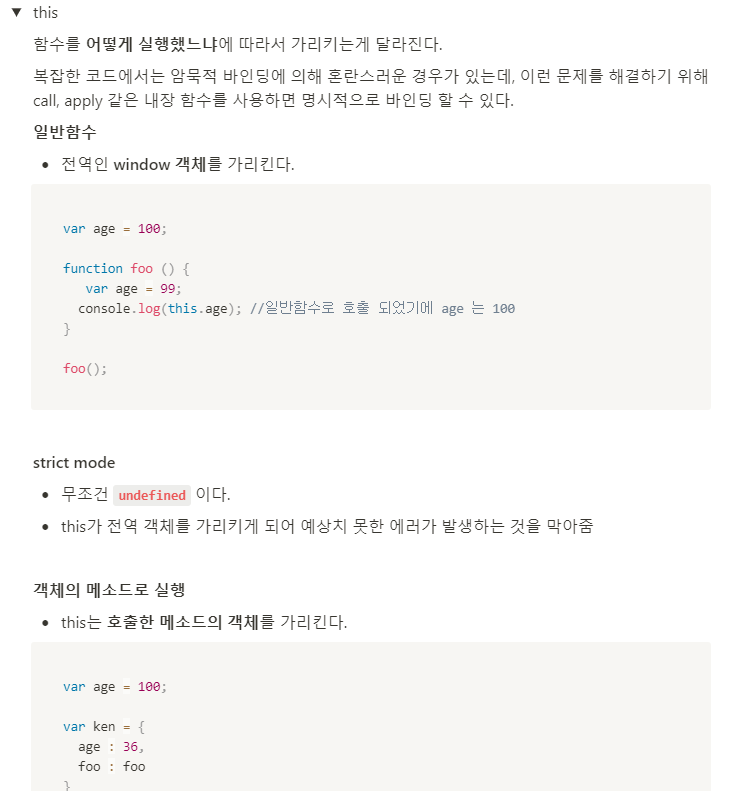 ▼ this
함수를 어떻게 실행했느냐에 따라서 가리키는게 달라진다.
복잡한 코드에서는 암묵적 바인딩에 의해 혼란스러운 경우가 있는데, 이런 문제를 해결하기 위해
call, apply 같은 내장 함수를 사용하면 명시적으로 바인딩 할 수 있다.
일반함수
• 전역인 window 객체를 가리킨다.
var age = 100;
function foo () {
var age = 99;
console.log(this.age); //일반함수로 호출 되었기에 age 는 100
}
foo();
strict mode
• 무조건 undefined 이다.
• this가 전역 객체를 가리키게 되어 예상치 못한 에러가 발생하는 것을 막아줌
객체의 메소드로 실행
• this는 호출한 메소드의 객체를 가리킨다.
var age = 100;
var ken = {
age : 36,
foo : foo
}